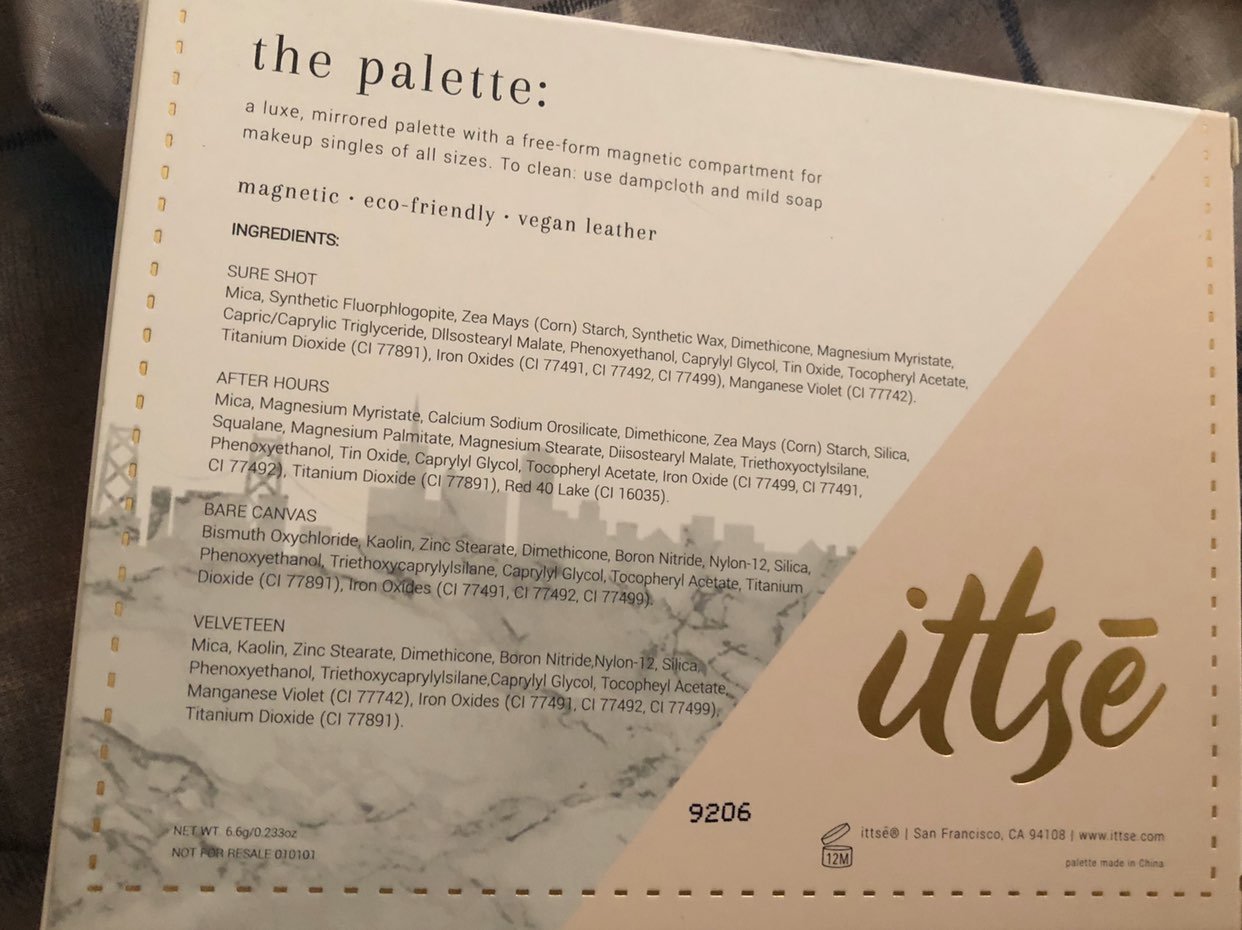 the palette:
a luxe, mirrored palette with a free-form magnetic compartment for
makeup singles of all sizes. To clean: use dampcloth and mild soap
magnetic · eco-friendly · vegan leather
INGREDIENTS:
SURE SHOT
Mica, Synthetic Fluorphlogopite, Zea Mays (Corn) Starch, Synthetic Wax, Dimethicone, Magnesium Myristate,
Capric/Caprylic Triglyceride, DIlsostearyl Malate, Phenoxyethanol, Caprylyl Glycol, Tin Oxide, Tocopheryl Acetate,
Titanium Dioxide (CI 77891), Iron Oxides (CI 77491, CI 77492, CI 77499), Manganese Violet (CI 77742).
AFTER HOURS
Mica, Magnesium Myristate, Calcium Sodium Orosilicate, Dimethicone, Zea Mays (Corn) Starch, Silica,
Squalane, Magnesium Palmitate, Magnesium Stearate, Diisostearyl Malate, Triethoxyoctylsilane,
Phenoxyethanol, Tin Oxide, Caprylyl Glycol, Tocopheryl Acetate, Iron Oxide (CI 77499, CI 77491,
CI 77492), Titanium Dioxide (CI 77891), Red 40 Lake (CI 16035).
BARE CANVAS
Bismuth Oxychloride, Kaolin, Zinc Stearate, Dimethicone, Boron Nitride, Nylon-12, Silica,
Phenoxyethanol, Triethoxycaprylylsilane, Caprylyl Glycol, Tocopheryl Acetate, Titanium
Dioxide (CI 77891), Iron Oxides (CI 77491, CI 77492, CI 77499).
VELVETEEN
Mica, Kaolin, Zinc Stearate, Dimethicone, Boron Nitride,Nylon-12, Silica,
Phenoxyethanol, Triethoxycaprylylsilane,Caprylyl Glycol, Tocopheyl Acetate,
Manganese Violet (CI 77742), Iron Oxides (CI 77491, CI 77492, CI 77499),
Titanium Dioxide (CI 77891).
ittsē
9206
NET WT. 6.6g/0.233oz
NOT FOR RESALE 010101
12M
ittsē® | San Francisco, CA 94108 | www.ittse.com
palette made in China